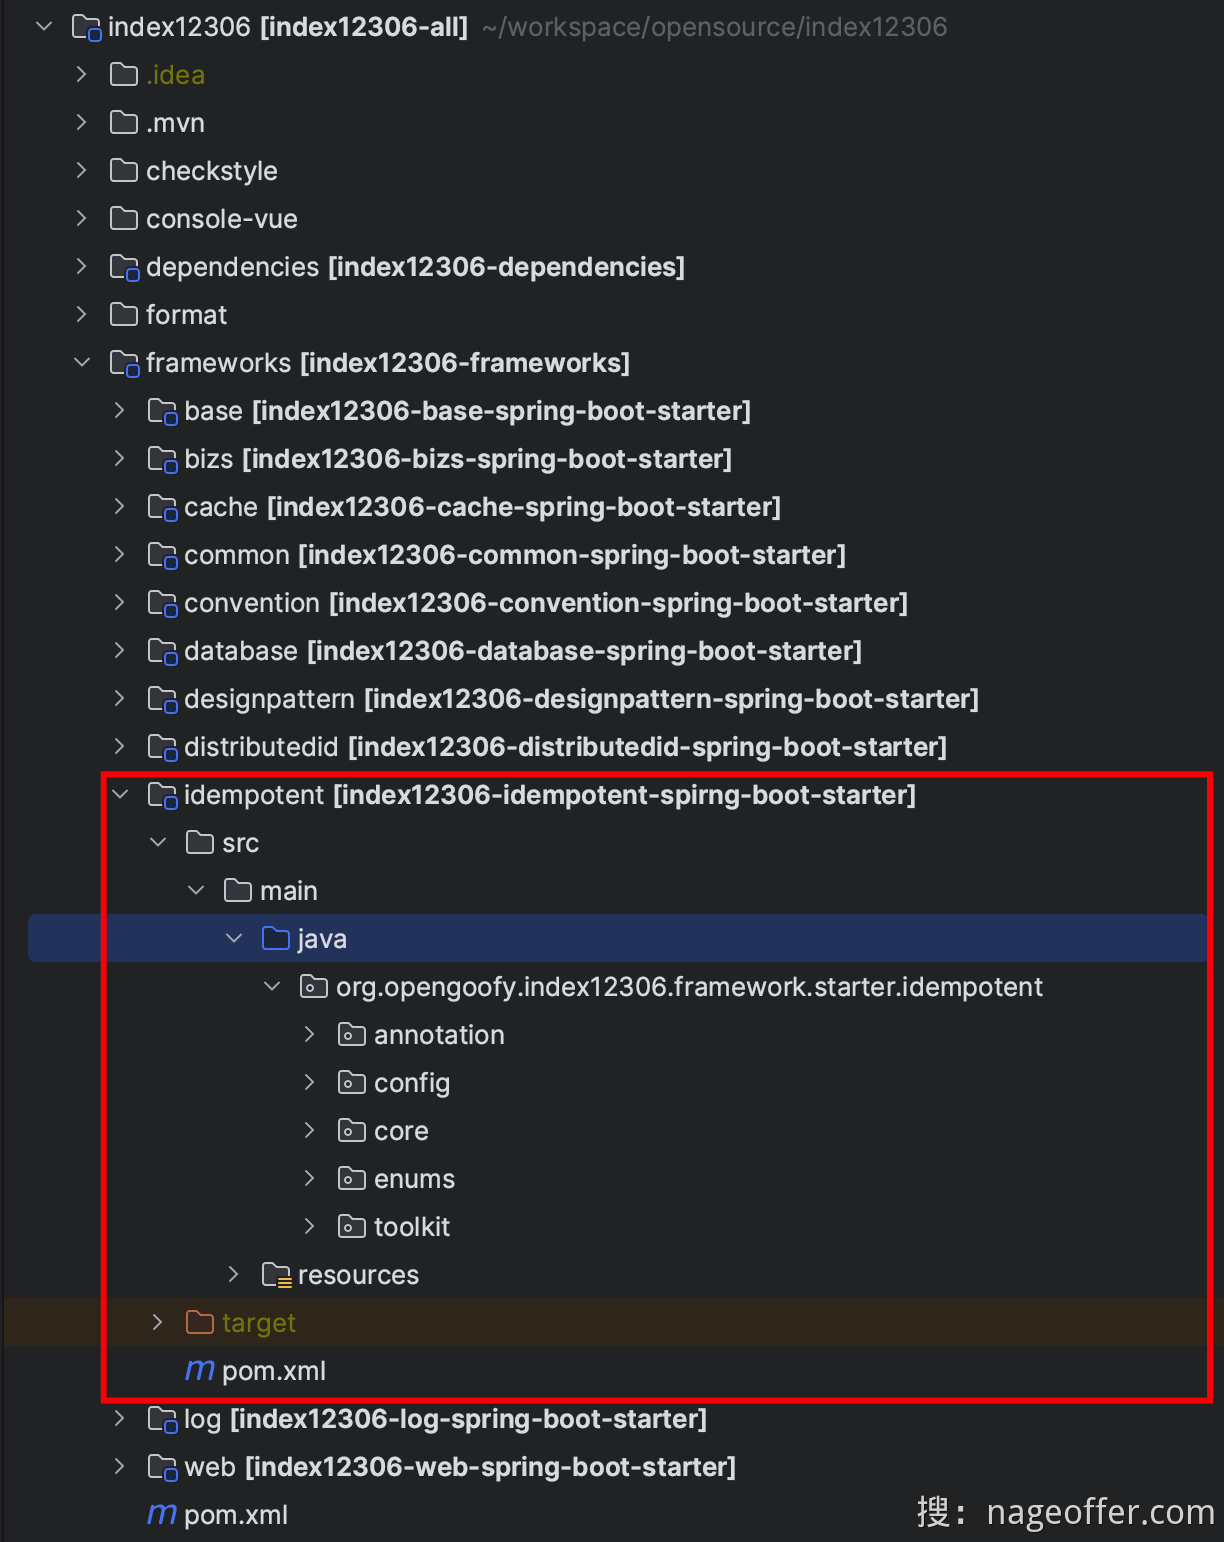 index12306 [index12306-all] ~/workspace/opensource/index12306
.idea
.mvn
checkstyle
console-vue
dependencies [index12306-dependencies]
format
frameworks [index12306-frameworks]
base [index12306-base-spring-boot-starter]
bizs [index12306-bizs-spring-boot-starter]
cache [index12306-cache-spring-boot-starter]
common [index12306-common-spring-boot-starter]
convention [index12306-convention-spring-boot-starter]
database [index12306-database-spring-boot-starter]
designpattern [index12306-designpattern-spring-boot-starter]
distributedid [index12306-distributedid-spring-boot-starter]
idempotent [index12306-idempotent-spirng-boot-starter]
src
main
java
org.opengoofy.index12306.framework.starter.idempotent
annotation
config
core
enums
toolkit
resources
target
m pom.xml
log [index12306-log-spring-boot-starter]
web [index12306-web-spring-boot-starter]
m pom.xml
搜：nageoffer.com